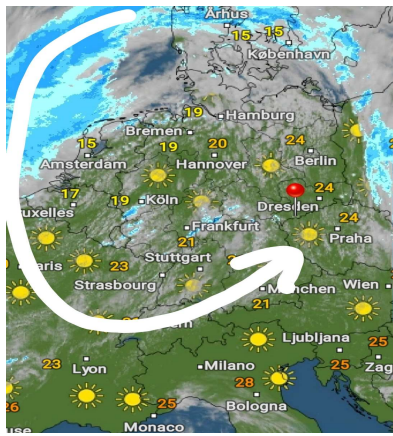 Århus
15 15
København
19
Hamburg
Bremen
15 19 20 24
Amsterdam Hannover Berlin
17 19 Köln 24
uxelles Dresden
Frankfurt 24
21 Praha
aris 23 Stuttgart
Strasbourg München Wien
21
Ljubljana
23 25
Lyon Milano 25 Zag
28
26 25 Bologna
use Monaco